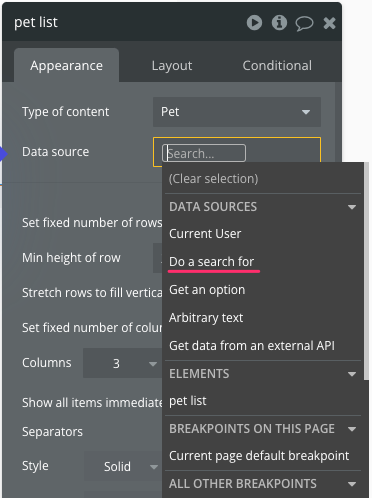 pet list
Appearance
Layout
Conditional
Type of content
Pet
Data source
Search...
(Clear selection)
DATA SOURCES
Current User
Do a search for
Get an option
Arbitrary text
Get data from an external API
ELEMENTS
pet list
BREAKPOINTS ON THIS PAGE
Current page default breakpoint
ALL OTHER BREAKPOINTS
Set fixed number of rows
Min height of row
Stretch rows to fill vertica
Set fixed number of colur
Columns
3
Show all items immediate
Separators
Style
Solid